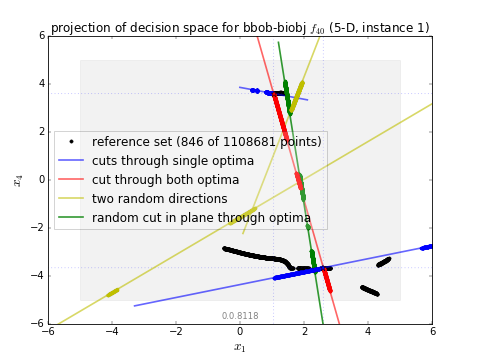 projection of decision space for bbob-biobj f₄₀ (5-D, instance 1)
6
4
2
0
−2
−4
−6
x₄
reference set (846 of 1108681 points)
cuts through single optima
cut through both optima
two random directions
random cut in plane through optima
0.0.8118
−6 −4 −2 0 2 4 6
x₁